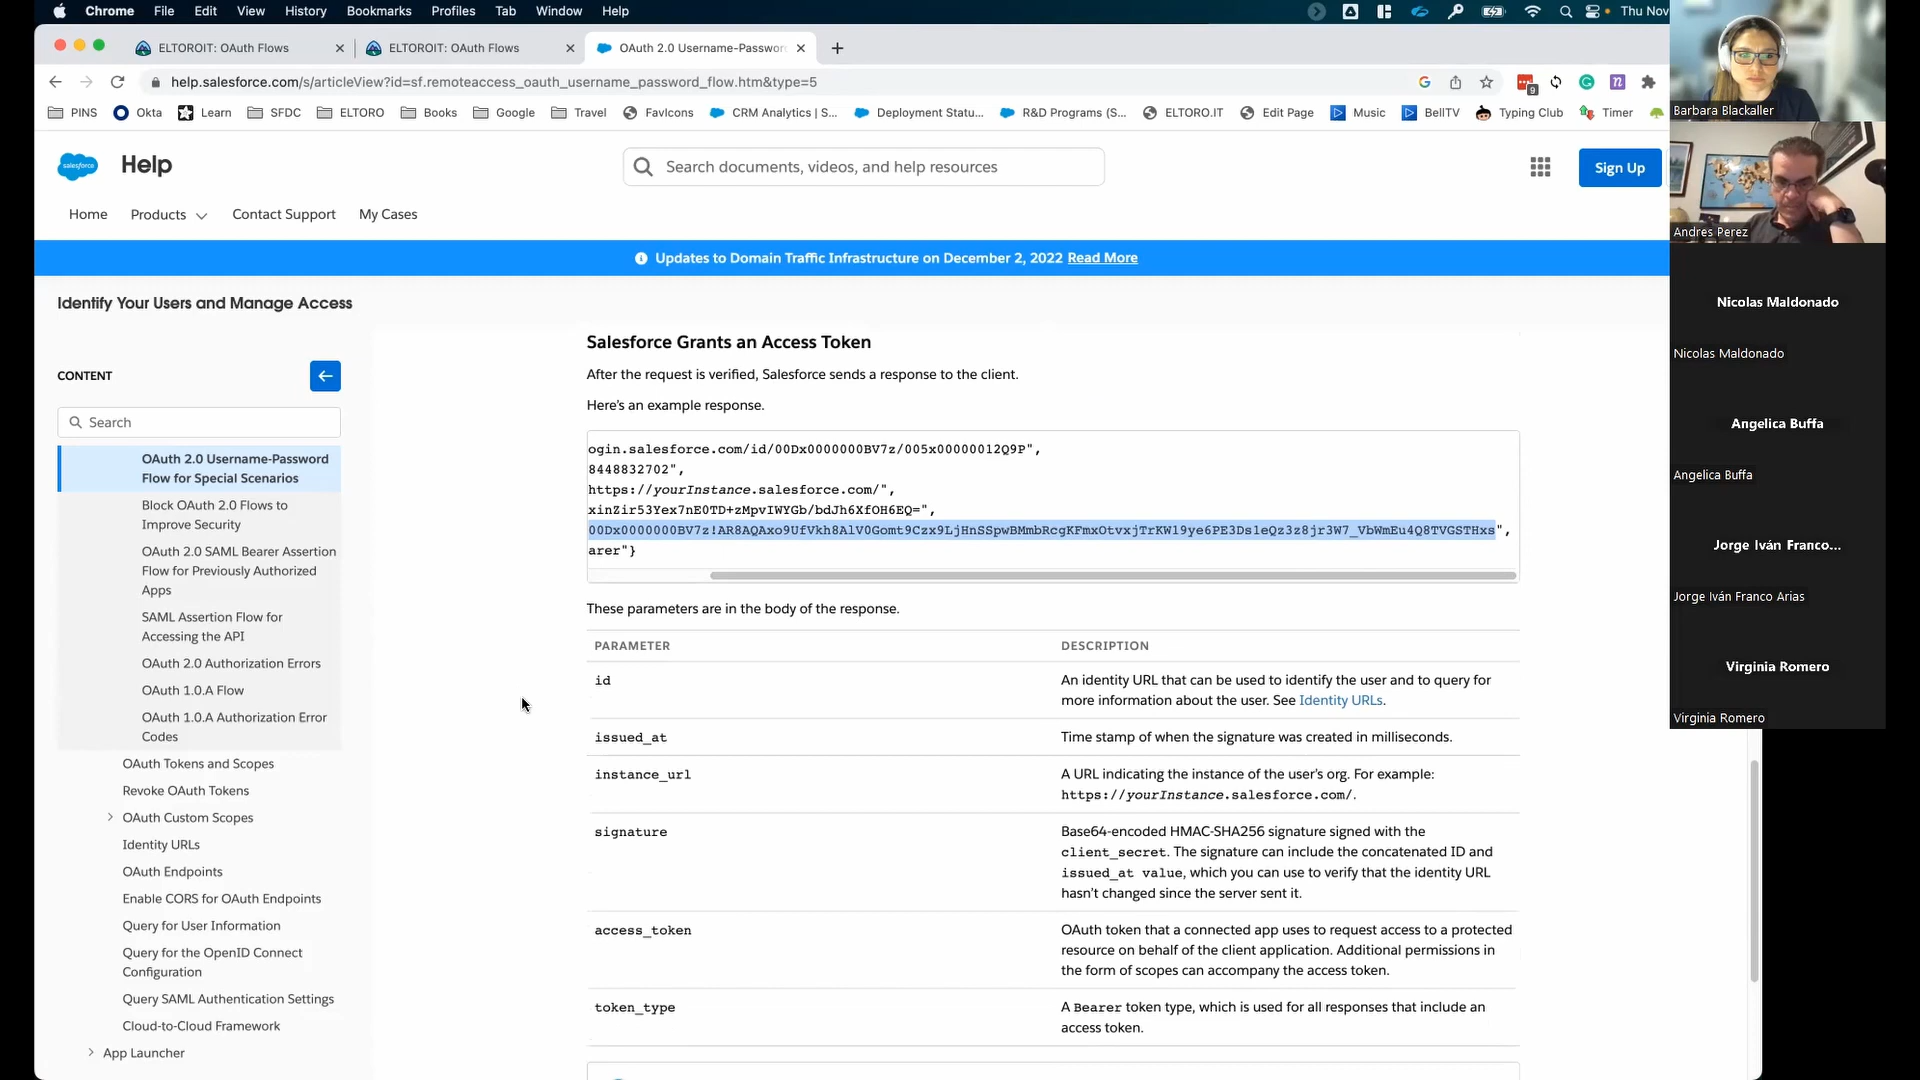 Chrome File Edit View History Bookmarks Profiles Tab Window Help Thu Nov
ELTOROIT: OAuth Flows
ELTOROIT: OAuth Flows
OAuth 2.0 Username-Passwor
help.salesforce.com/s/articleView?id=sf.remoteaccess_oauth_username_password_flow.htm&type=5
9
PINS Okta Learn SFDC ELTORO Books Google Travel FavIcons CRM Analytics | S... Deployment Statu... R&D Programs (S... ELTORO.IT Edit Page Music BellTV Typing Club Timer
salesforce
Help
Search documents, videos, and help resources
Sign Up
Home Products Contact Support My Cases
Updates to Domain Traffic Infrastructure on December 2, 2022 Read More
Identify Your Users and Manage Access
CONTENT
Search
OAuth 2.0 Username-Password
Flow for Special Scenarios
Block OAuth 2.0 Flows to
Improve Security
OAuth 2.0 SAML Bearer Assertion
Flow for Previously Authorized
Apps
SAML Assertion Flow for
Accessing the API
OAuth 2.0 Authorization Errors
OAuth 1.0.A Flow
OAuth 1.0.A Authorization Error
Codes
OAuth Tokens and Scopes
Revoke OAuth Tokens
OAuth Custom Scopes
Identity URLs
OAuth Endpoints
Enable CORS for OAuth Endpoints
Query for User Information
Query for the OpenID Connect
Configuration
Query SAML Authentication Settings
Cloud-to-Cloud Framework
App Launcher
Salesforce Grants an Access Token
After the request is verified, Salesforce sends a response to the client.
Here's an example response.
ogin.salesforce.com/id/00Dx0000000BV7z/005x00000012Q9P",
8448832702",
https://yourInstance.salesforce.com/",
xinZir53Yex7nE0TD+zMpvIWYGb/bdJh6XfOH6EQ=",
00Dx0000000BV7z!AR8AQAxo9UfVkh8AlV0Gomt9Czx9LjHnSSpwBMmbRcgKFmxOtvxjTrKW19ye6PE3Ds1eQz3z8jr3W7_VbWmEu4Q8TVGSTHxs",
arer"}
These parameters are in the body of the response.
PARAMETER DESCRIPTION
id An identity URL that can be used to identify the user and to query for
more information about the user. See Identity URLs.
issued_at Time stamp of when the signature was created in milliseconds.
instance_url A URL indicating the instance of the user's org. For example:
https://yourInstance.salesforce.com/.
signature Base64-encoded HMAC-SHA256 signature signed with the
client_secret. The signature can include the concatenated ID and
issued_at value, which you can use to verify that the identity URL
hasn't changed since the server sent it.
access_token OAuth token that a connected app uses to request access to a protected
resource on behalf of the client application. Additional permissions in
the form of scopes can accompany the access token.
token_type A Bearer token type, which is used for all responses that include an
access token.
Barbara Blackaller
Andres Perez
Nicolas Maldonado
Nicolas Maldonado
Angelica Buffa
Angelica Buffa
Jorge Iván Franco...
Jorge Iván Franco Arias
Virginia Romero
Virginia Romero